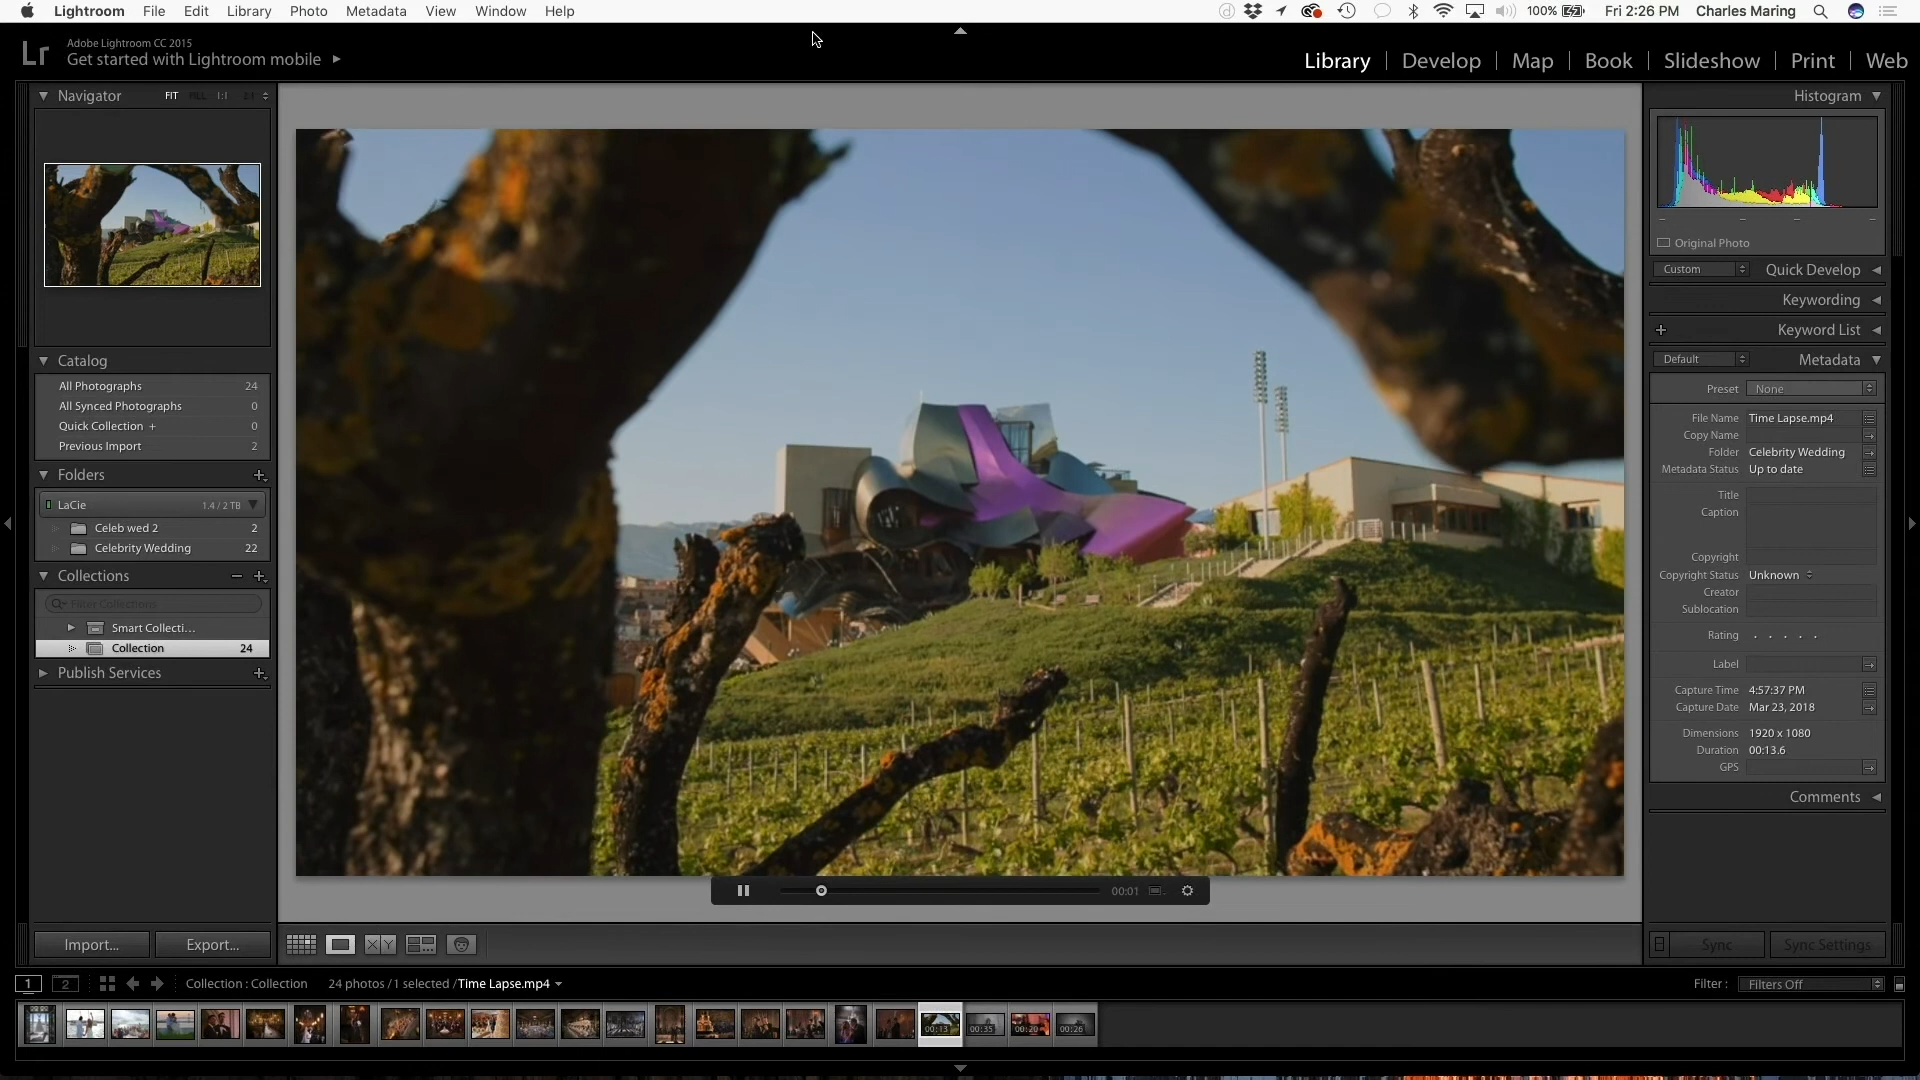 Lightroom File Edit Library Photo Metadata View Window Help 100% Fri 2:26 PM Charles Maring
Lr Adobe Lightroom CC 2015
Get started with Lightroom mobile
Library Develop Map Book Slideshow Print Web
Navigator FIT 1:1
Catalog
All Photographs 24
All Synced Photographs 0
Quick Collection + 0
Previous Import 2
Folders
LaCie 1.4 / 2 TB
Celeb wed 2 2
Celebrity Wedding 22
Collections
Filter Collections
Smart Collecti...
Collection 24
Publish Services
Import... Export...
00:01
Histogram
Original Photo
Custom Quick Develop
Keywording
Keyword List
Default Metadata
Preset None
File Name Time Lapse.mp4
Copy Name
Folder Celebrity Wedding
Metadata Status Up to date
Title
Caption
Copyright
Copyright Status Unknown
Creator
Sublocation
Rating
Label
Capture Time 4:57:37 PM
Capture Date Mar 23, 2018
Dimensions 1920 x 1080
Duration 00:13.6
GPS
Comments
Sync Sync Settings
XY
1 2 Collection : Collection 24 photos / 1 selected / Time Lapse.mp4 Filter : Filters Off
00:13 00:35 00:20 00:26